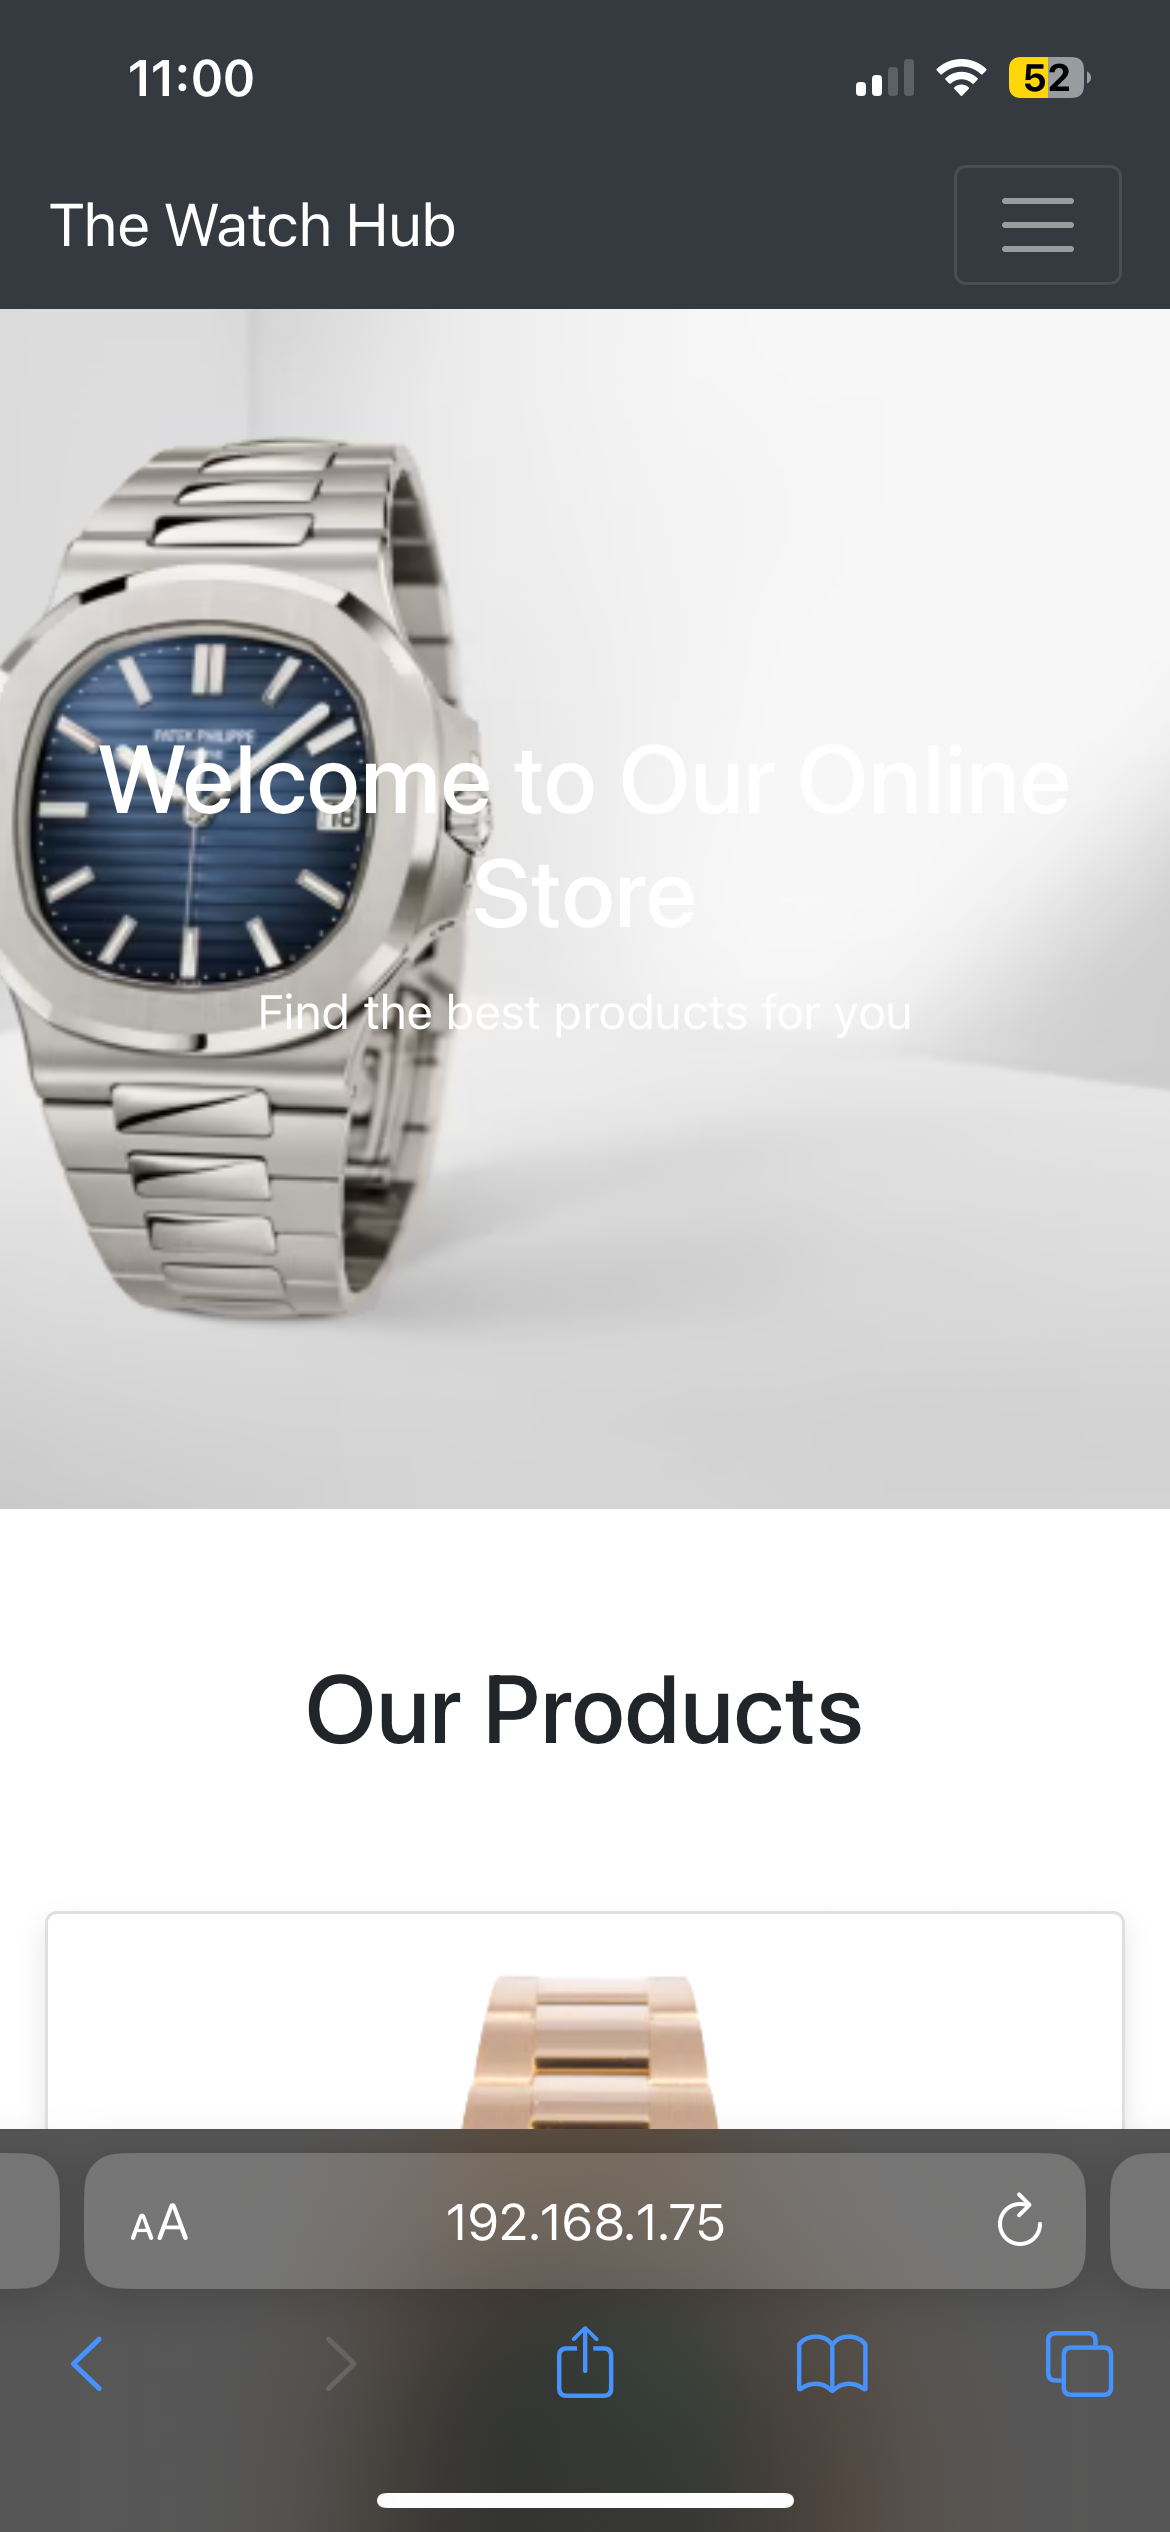 11:00
52
The Watch Hub
PATEK PHILIPPE
18
Welcome to Our Online
Store
Find the best products for you
Our Products
AA
192.168.1.75